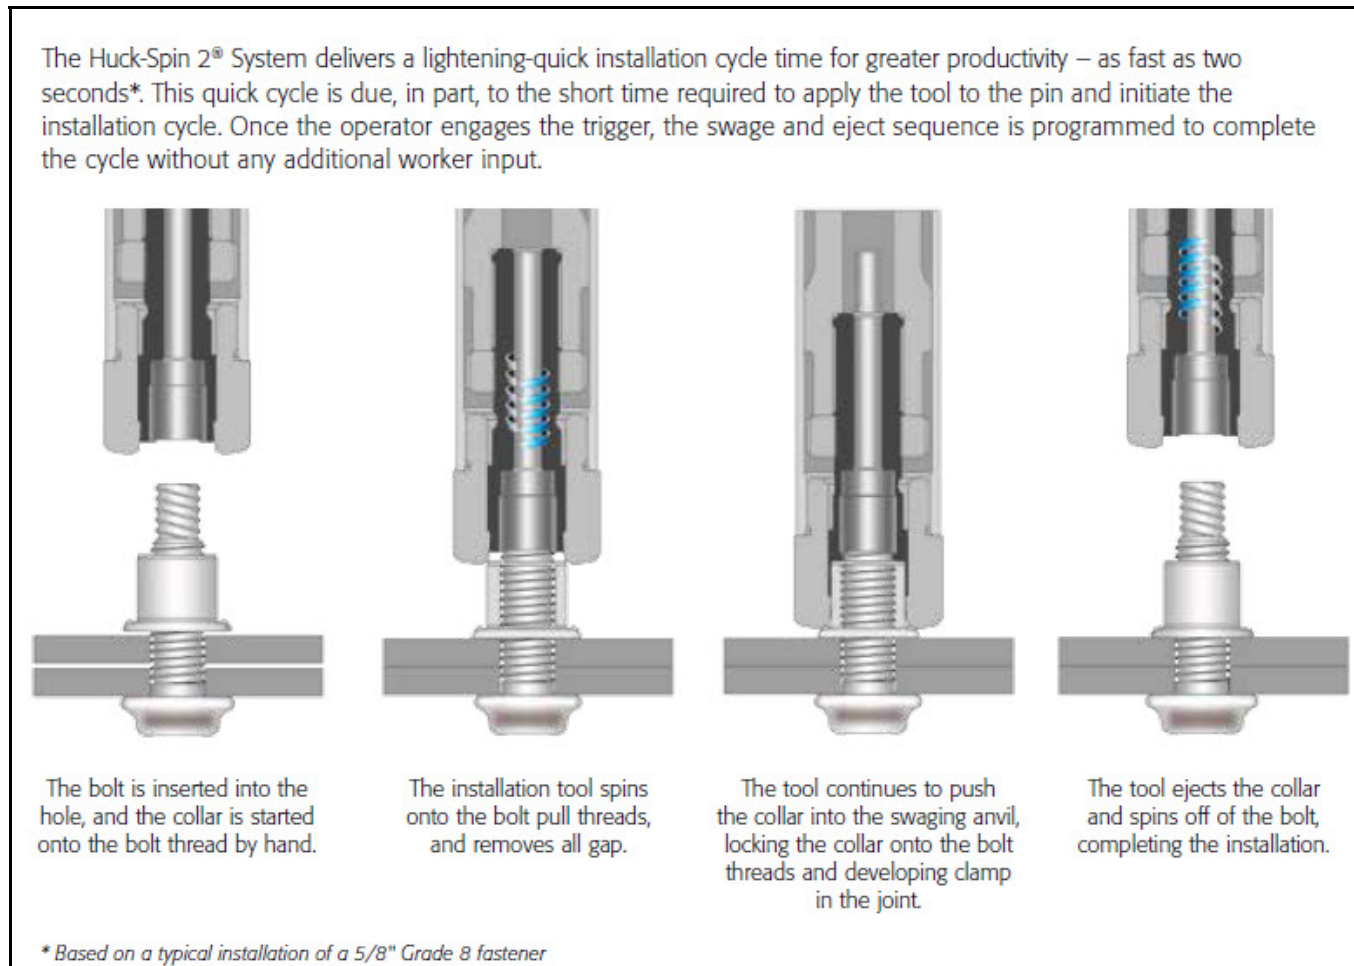 The Huck-Spin 2® System delivers a lightening-quick installation cycle time for greater productivity – as fast as two
seconds*. This quick cycle is due, in part, to the short time required to apply the tool to the pin and initiate the
installation cycle. Once the operator engages the trigger, the swage and eject sequence is programmed to complete
the cycle without any additional worker input.
The bolt is inserted into the
hole, and the collar is started
onto the bolt thread by hand.
The installation tool spins
onto the bolt pull threads,
and removes all gap.
The tool continues to push
the collar into the swaging anvil,
locking the collar onto the bolt
threads and developing clamp
in the joint.
The tool ejects the collar
and spins off of the bolt,
completing the installation.
* Based on a typical installation of a 5/8" Grade 8 fastener